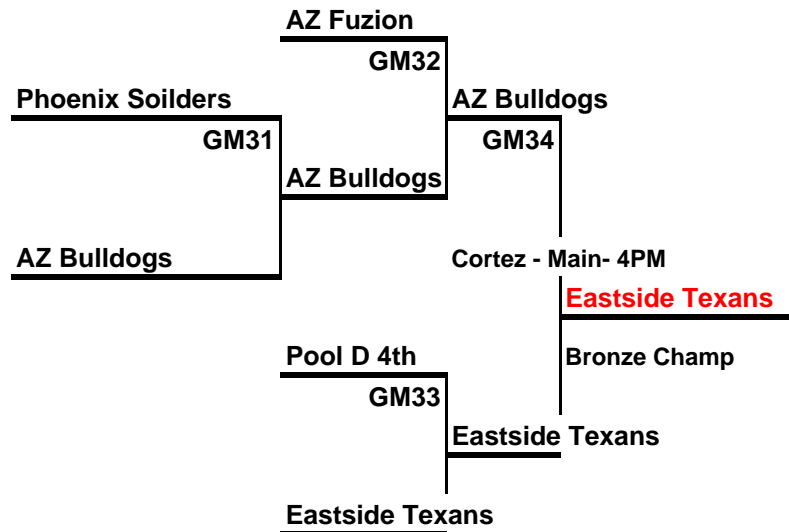 AZ Fuzion
GM32
Phoenix Soilders
AZ Bulldogs
GM31
GM34
AZ Bulldogs
AZ Bulldogs
Cortez - Main- 4PM
Eastside Texans
Pool D 4th
Bronze Champ
GM33
Eastside Texans
Eastside Texans